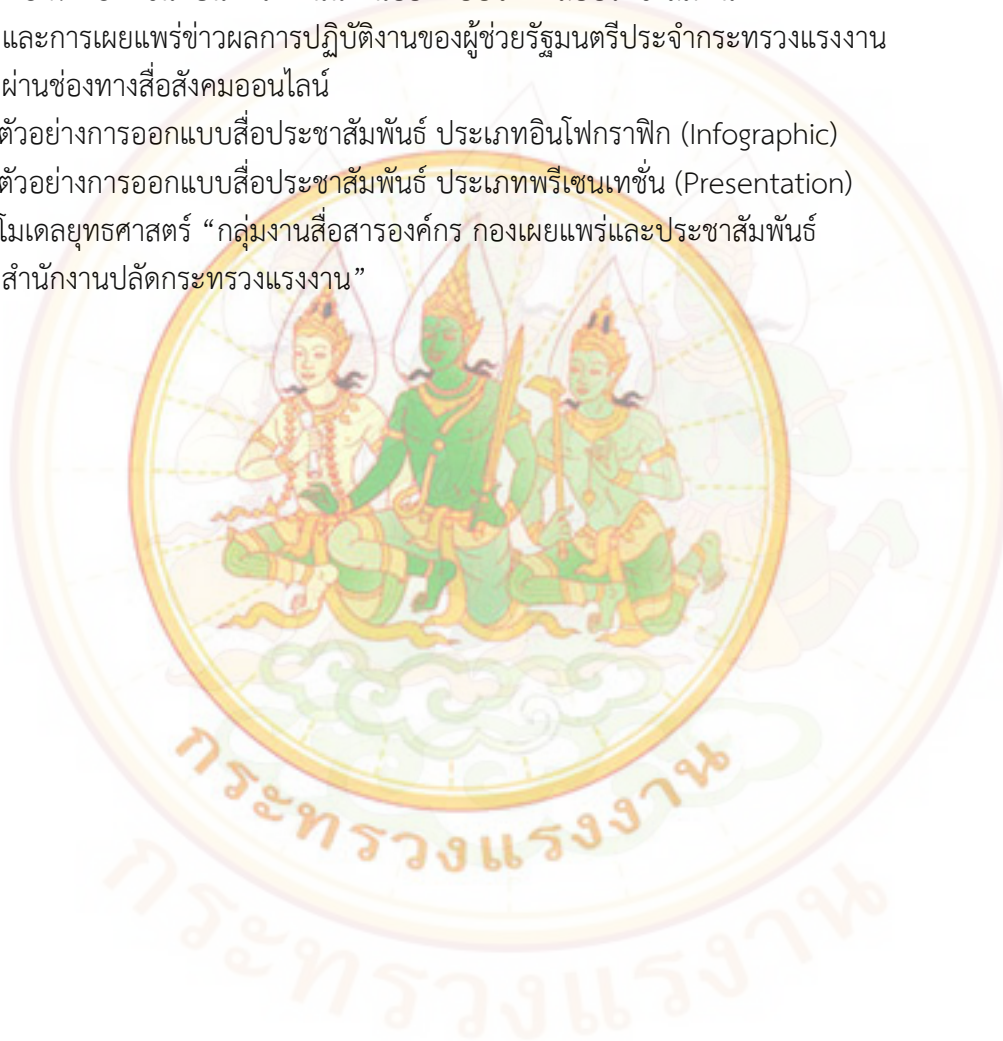 และการเผยแพร่ข่าวผลการปฏิบัติงานของผู้ช่วยรัฐมนตรีประจำกระทรวงแรงงาน
ผ่านช่องทางสื่อสังคมออนไลน์
ตัวอย่างการออกแบบสื่อประชาสัมพันธ์ ประเภทอินโฟกราฟิก (Infographic)
ตัวอย่างการออกแบบสื่อประชาสัมพันธ์ ประเภทพรีเซนเทชั่น (Presentation)
โมเดลยุทธศาสตร์ “กลุ่มงานสื่อสารองค์กร กองเผยแพร่และประชาสัมพันธ์
สำนักงานปลัดกระทรวงแรงงาน”
กระทรวงแรงงาน
กระทรวงแรงงาน